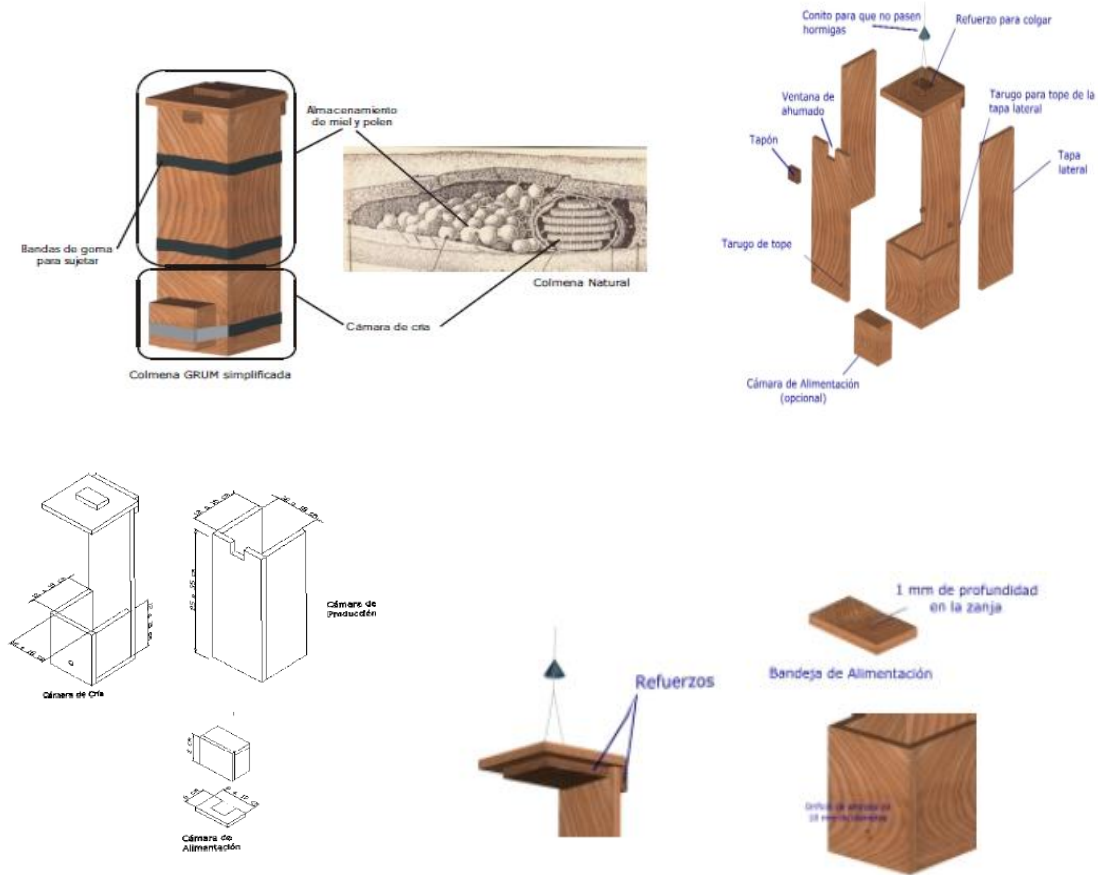 Almacenamiento
de miel y polen
Bandas de goma
para sujetar
Colmena Natural
Cámara de cría
Colmena GRUM simplificada
Conito para que no pasen
hormigas
Refuerzo para colgar
Ventana de
ahumado
Tarugo para tope de la
tapa lateral
Tapón
Tapa
lateral
Tarugo de tope
Cámara de Alimentación
(opcional)
Cámara de
Producción
Cámara de Cría
Cámara de
Alimentación
Refuerzos
1 mm de profundidad
en la zanja
Bandeja de Alimentación